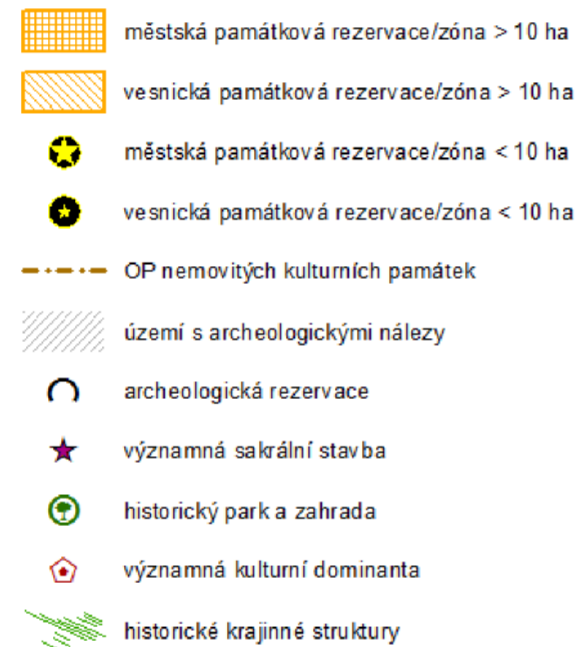 městská památková rezervace/zóna > 10 ha
vesnická památková rezervace/zóna > 10 ha
městská památková rezervace/zóna < 10 ha
vesnická památková rezervace/zóna < 10 ha
OP nemovitých kulturních památek
území s archeologickými nálezy
archeologická rezervace
významná sakrální stavba
historický park a zahrada
významná kulturní dominanta
historické krajinné struktury